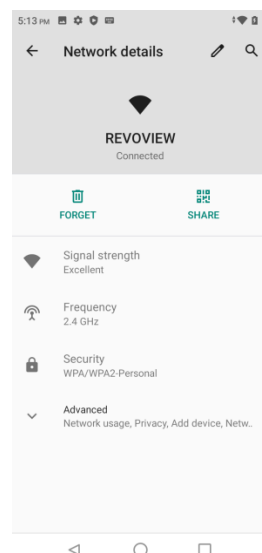 5:13 PM
Network details
REVOVIEW
Connected
FORGET
SHARE
Signal strength
Excellent
Frequency
2.4 GHz
Security
WPA/WPA2-Personal
Advanced
Network usage, Privacy, Add device, Netw..